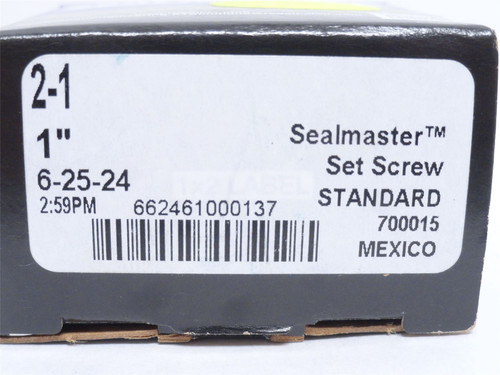 2-1
1"
6-25-24
2:59PM
662461000137
Sealmaster™
Set Screw
STANDARD
700015
MEXICO